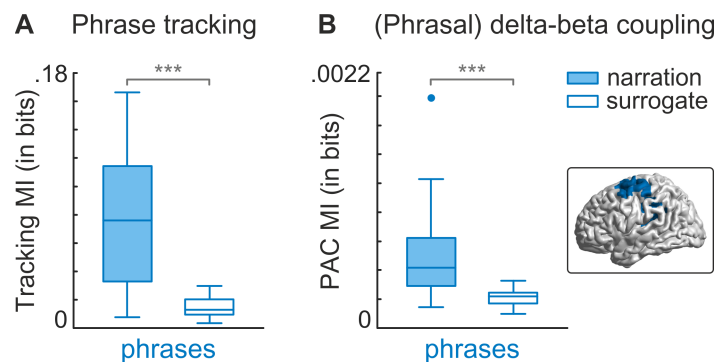 A Phrase tracking
.18
***
Tracking MI (in bits)
0
phrases
B (Phrasal) delta-beta coupling
.0022
***
PAC MI (in bits)
0
phrases
narration
surrogate